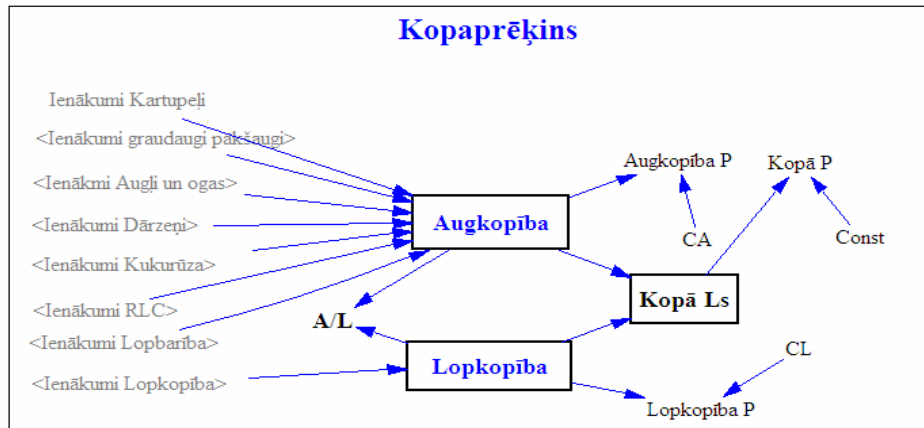 Kopaprēķins
Ienākumi Kartupeļi
<Ienākumi graudaugi pākšaugi>
<Ienākmi Augli un ogas>
<Ienākumi Dārzeņi>
<Ienākumi Kukurūza>
<Ienākumi RLC>
<Ienākumi Lopbarība>
<Ienākumi Lopkopība>
Augkopība
A/L
Lopkopība
Augkopība P
CA
Kopā P
Const
Kopā Ls
CL
Lopkopība P